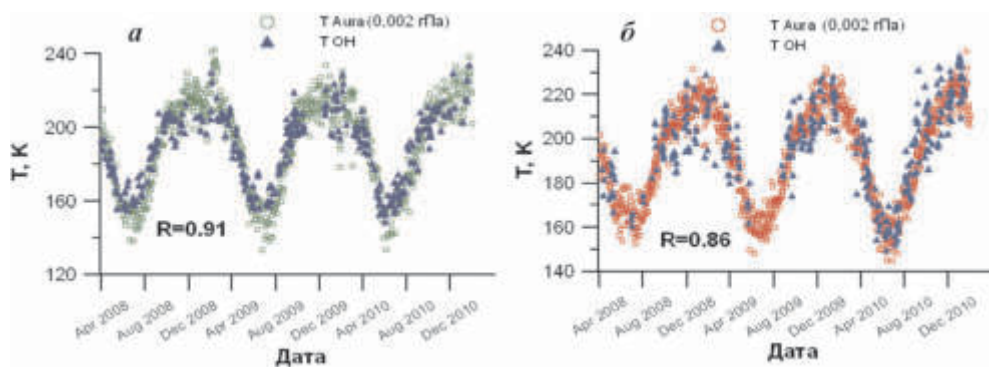 а
T Aura (0,002 гПа)
T OH
240
200
160
120
T, K
R=0.91
Apr 2008
Aug 2008
Dec 2008
Apr 2009
Aug 2009
Dec 2009
Apr 2010
Aug 2010
Dec 2010
Дата
б
T Aura (0,002 гПа)
T OH
240
220
200
180
160
140
T, K
R=0.86
Apr 2008
Aug 2008
Dec 2008
Apr 2009
Aug 2009
Dec 2009
Apr 2010
Aug 2010
Dec 2010
Дата